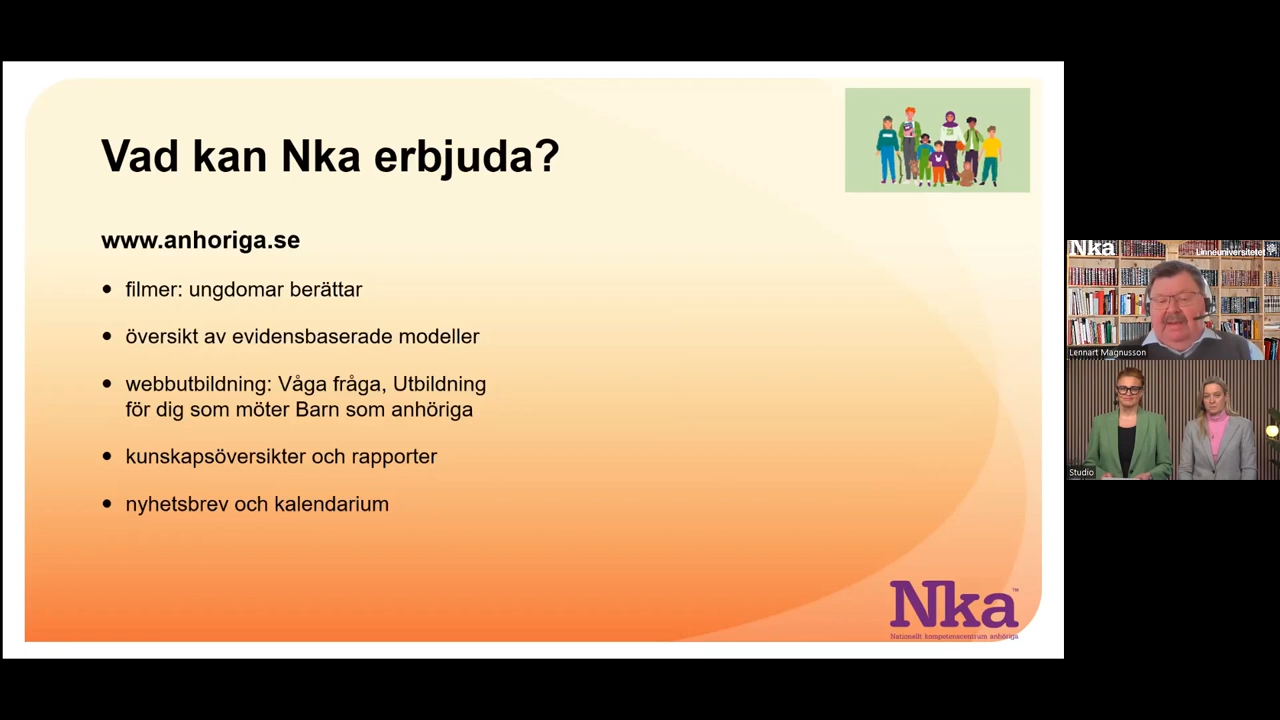 Vad kan Nka erbjuda?
www.anhoriga.se
• filmer: ungdomar berättar
• översikt av evidensbaserade modeller
• webbutbildning: Våga fråga, Utbildning
för dig som möter Barn som anhöriga
• kunskapsöversikter och rapporter
• nyhetsbrev och kalendarium
Nka™
Nationellt kompetenscentrum anhöriga
Nka
Linnéuniversitetet
Lennart Magnusson
Studio